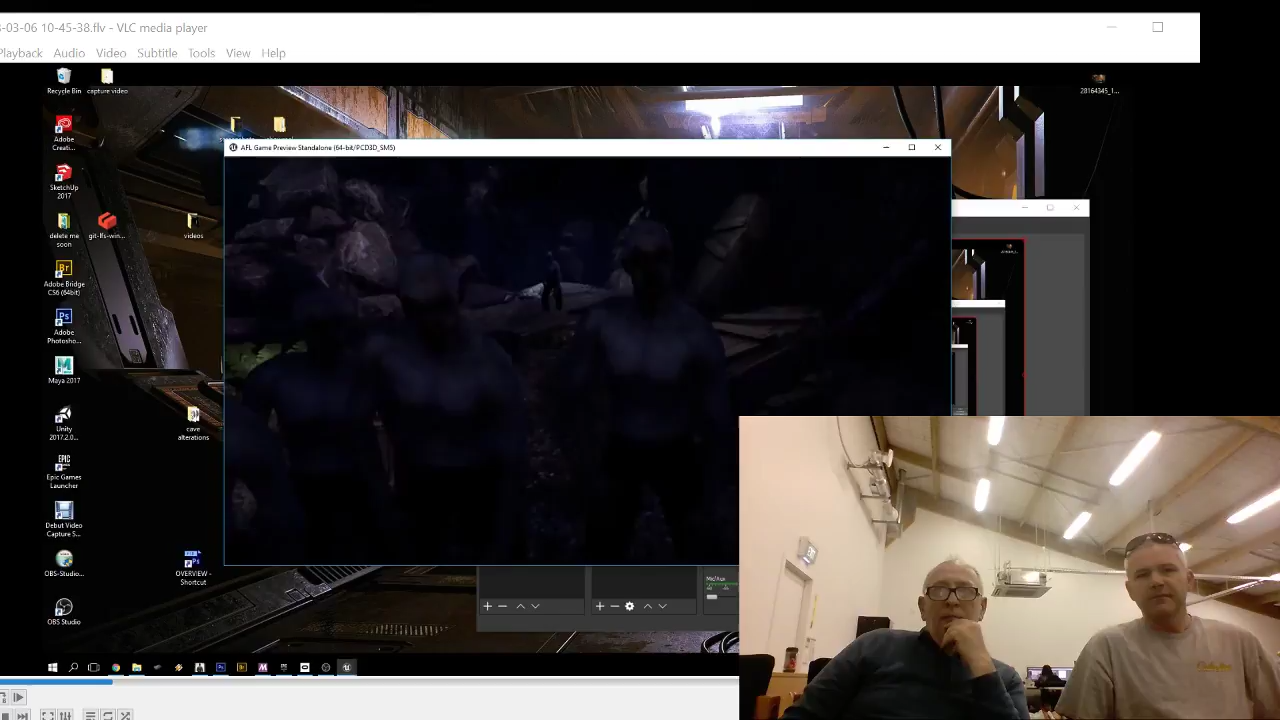 -03-06 10-45-38.flv - VLC media player
Playback Audio Video Subtitle Tools View Help
Recycle Bin
capture video
28164345_1...
Adobe Creati...
AFL Game Preview Standalone (64-bit/PCD3D_SM5)
SketchUp 2017
delete me soon
git-lfs-win...
videos
Adobe Bridge CS6 (64bit)
Adobe Photosho...
Maya 2017
Unity 2017.2.0...
cave alterations
Epic Games Launcher
Debut Video Capture S...
OBS-Studio...
OVERVIEW - Shortcut
Mic/Aux
OBS Studio